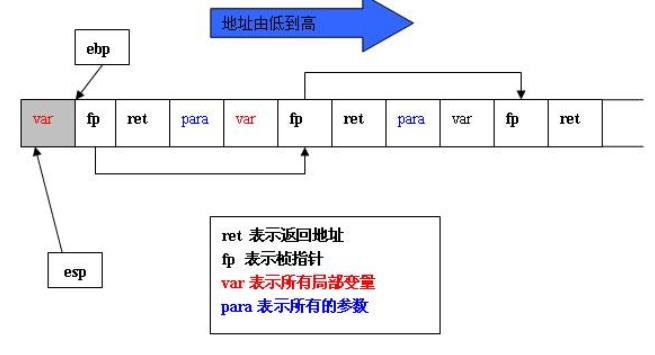 地址由低到高
ebp
var fp ret para var fp ret para var fp ret
esp
ret 表示返回地址
fp 表示桢指针
var 表示所有局部变量
para 表示所有的参数